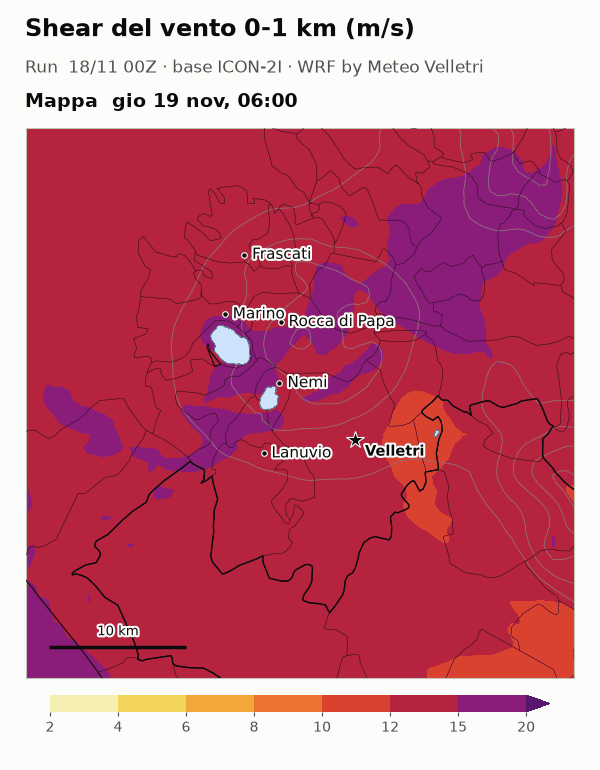 Shear del vento 0-1 km (m/s)
Run  18/11 00Z · base ICON-2I · WRF by Meteo Velletri
Mappa  gio 19 nov, 06:00
Frascati
Marino
Rocca di Papa
Nemi
Velletri
Lanuvio
10 km
2 4 6 8 10 12 15 20